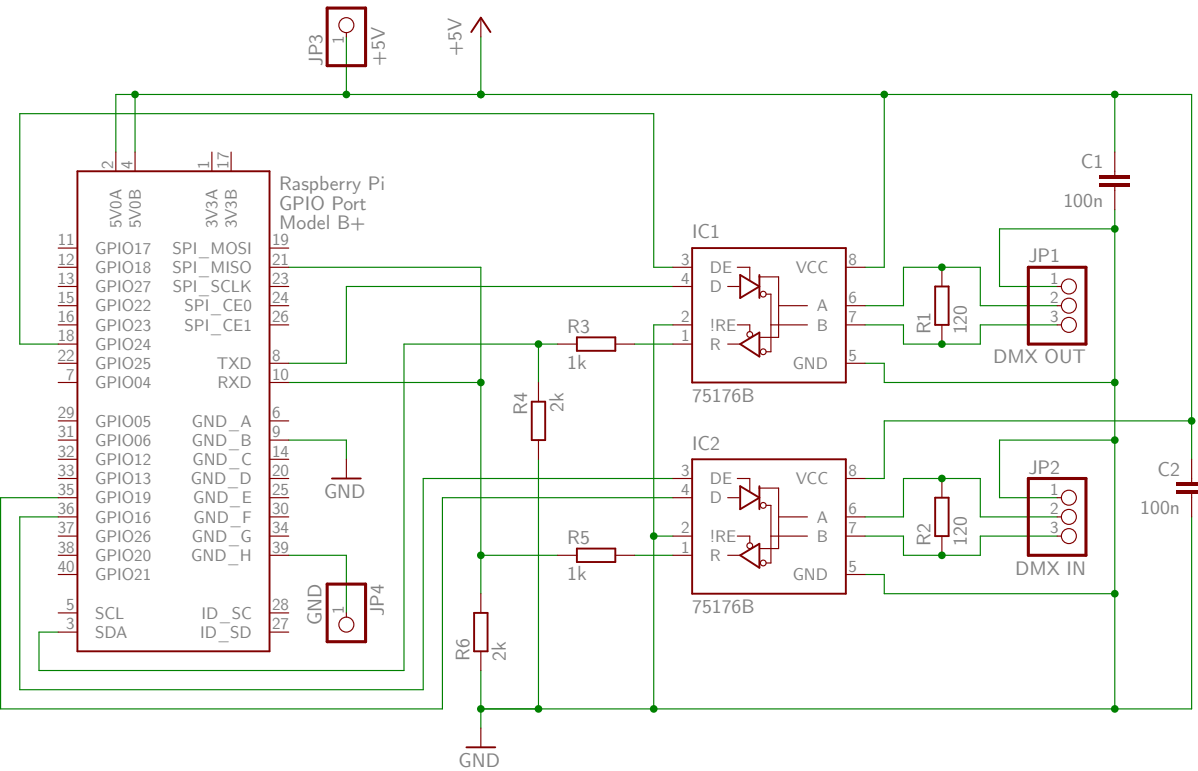 JP3
1
+5V
+5V
2
4
1
17
5V0A
5V0B
3V3A
3V3B
Raspberry Pi
GPIO Port
Model B+
11 GPIO17 SPI_MOSI 19
12 GPIO18 SPI_MISO 21
13 GPIO27 SPI_SCLK 23
15 GPIO22 SPI_CE0 24
16 GPIO23 SPI_CE1 26
18 GPIO24
22 GPIO25 TXD 8
7 GPIO04 RXD 10
29 GPIO05 GND_A 6
31 GPIO06 GND_B 9
32 GPIO12 GND_C 14
33 GPIO13 GND_D 20
35 GPIO19 GND_E 25
36 GPIO16 GND_F 30
37 GPIO26 GND_G 34
38 GPIO20 GND_H 39
40 GPIO21
5 SCL ID_SC 28
3 SDA ID_SD 27
GND
GND
1
JP4
R3
1k
R4
2k
R5
1k
R6
2k
GND
IC1
3 DE VCC 8
4 D
A 6
2 !RE B 7
1 R
GND 5
75176B
IC2
3 DE VCC 8
4 D
A 6
2 !RE B 7
1 R
GND 5
75176B
R1
120
R2
120
C1
100n
JP1
1
2
3
DMX OUT
JP2
1
2
3
DMX IN
C2
100n